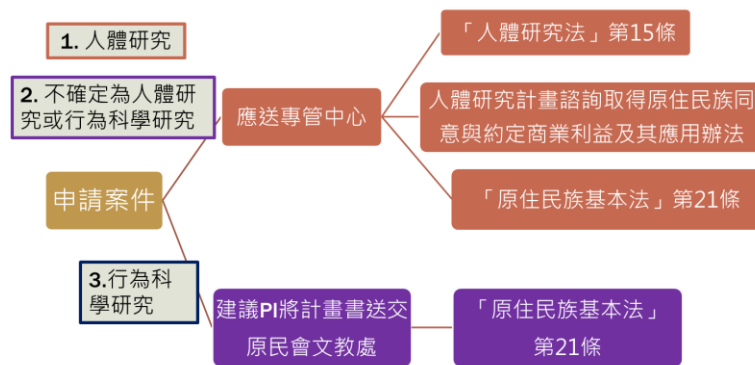 1. 人體研究
2. 不確定為人體研
究或行為科學研究
申請案件
3.行為科
學研究
應送專管中心
「人體研究法」第15條
人體研究計畫諮詢取得原住民族同
意與約定商業利益及其應用辦法
「原住民族基本法」第21條
建議PI將計畫書送交
原民會文教處
「原住民族基本法」
第21條